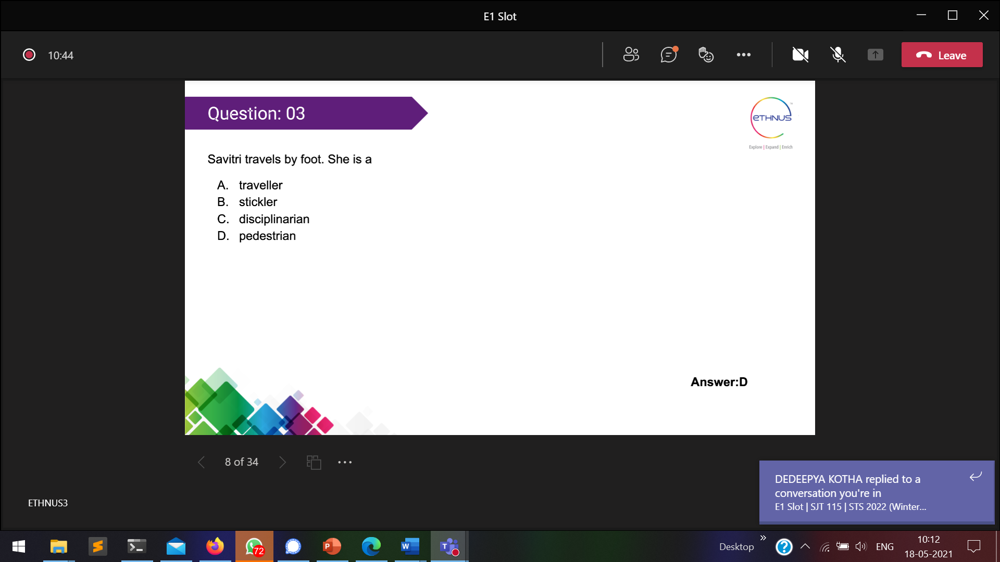 E1 Slot
10:44
Leave
Question: 03
eTHNUS
TM
Explore | Expand | Enrich
Savitri travels by foot. She is a
A. traveller
B. stickler
C. disciplinarian
D. pedestrian
Answer:D
8 of 34
DEDEEPYA KOTHA replied to a
conversation you're in
E1 Slot | SJT 115 | STS 2022 (Winter...
ETHNUS3
72
P
W
T
Desktop
ENG
10:12
18-05-2021